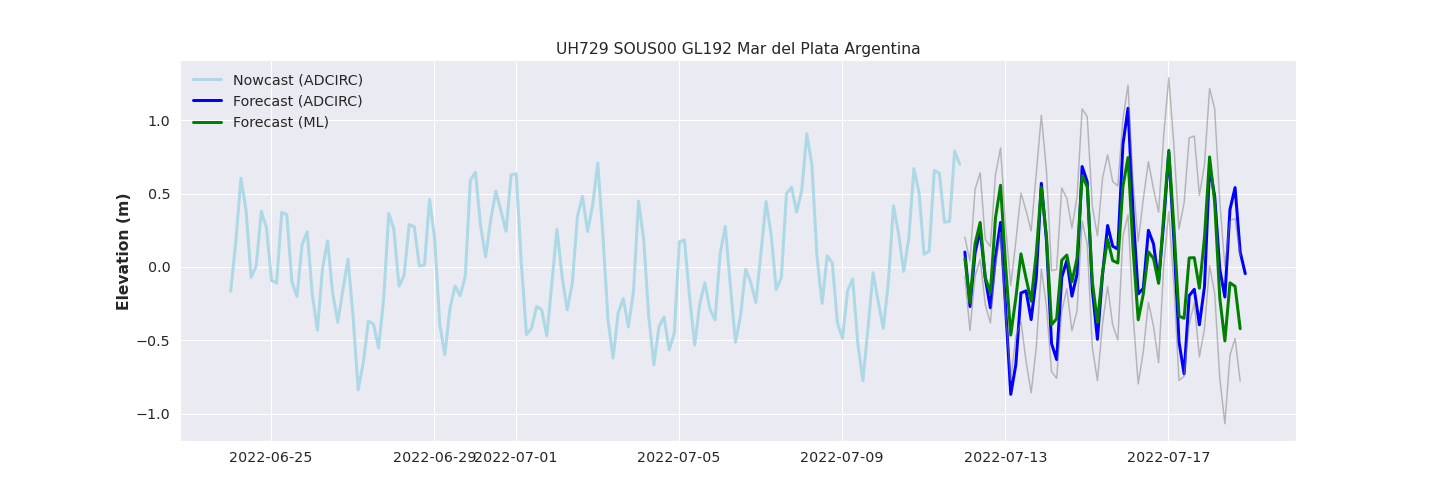 UH729 SOUS00 GL192 Mar del Plata Argentina
Nowcast (ADCIRC)
Forecast (ADCIRC)
Forecast (ML)
Elevation (m)
1.0
0.5
0.0
−0.5
−1.0
2022-06-25 2022-06-29 2022-07-01 2022-07-05 2022-07-09 2022-07-13 2022-07-17